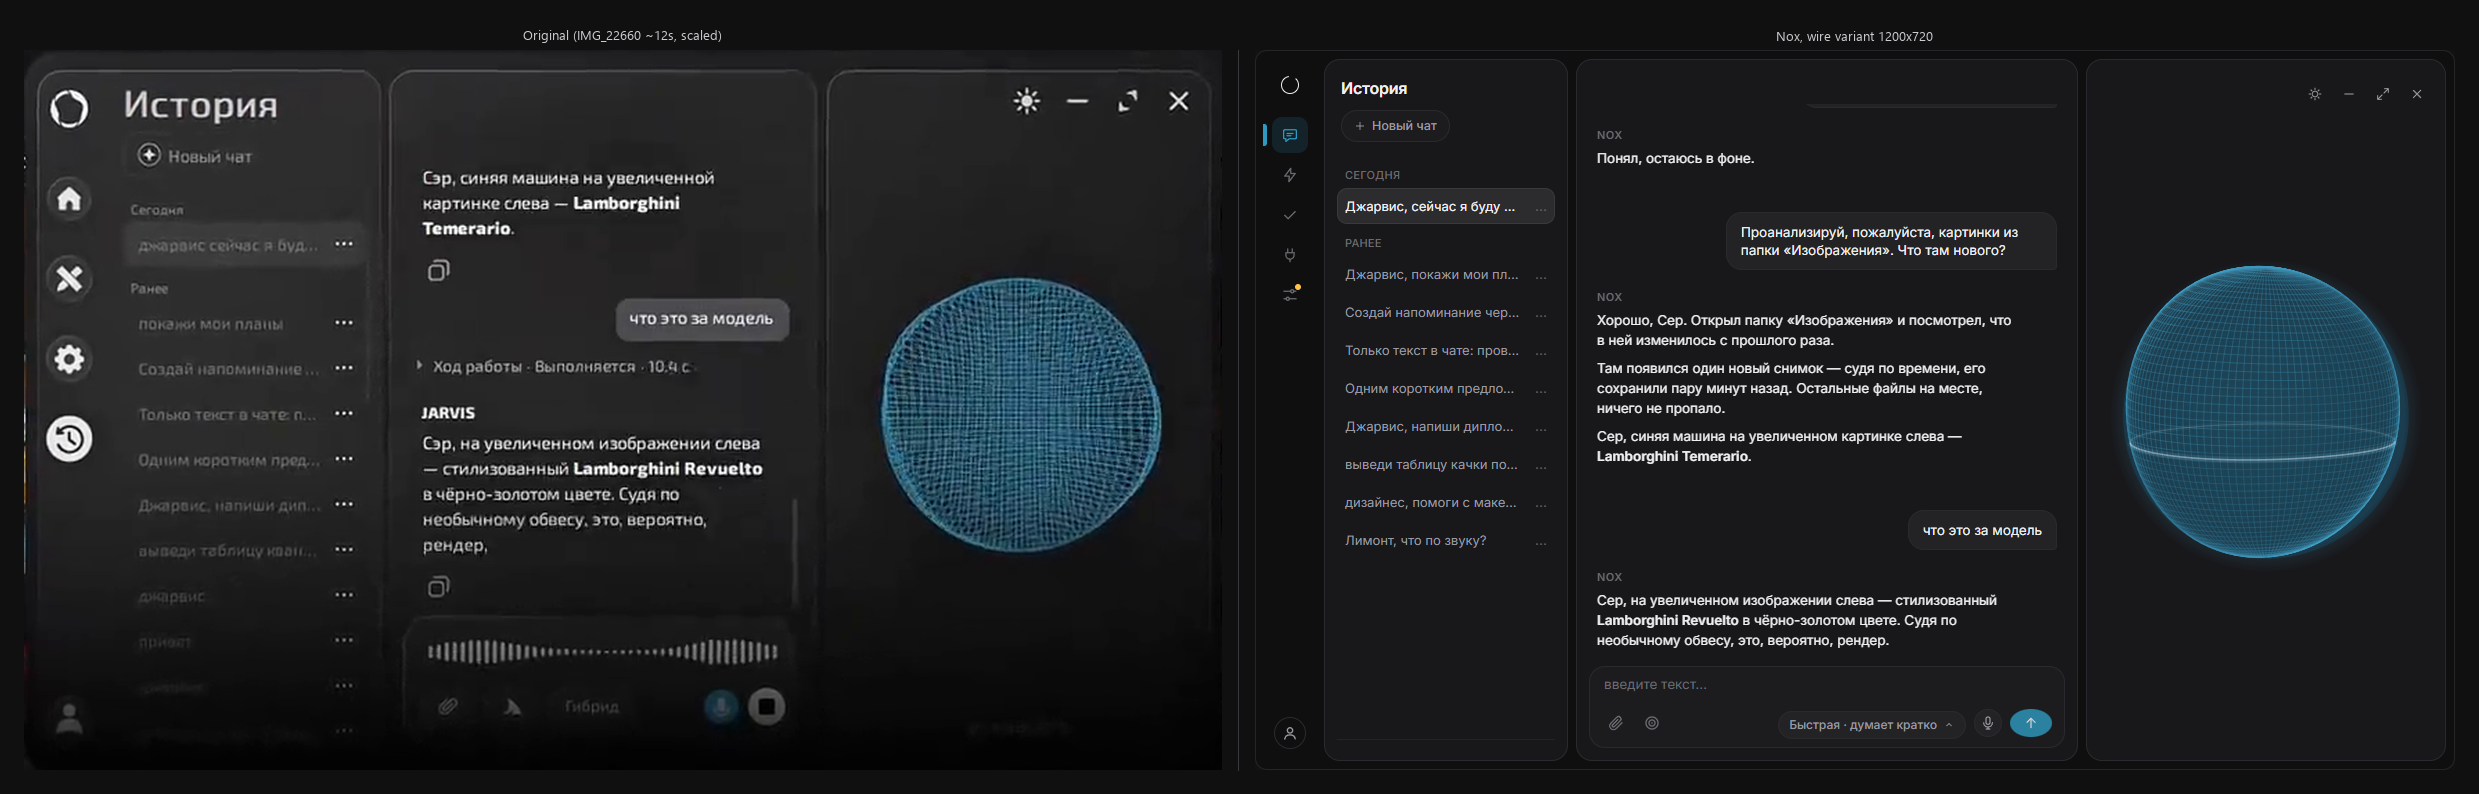 Original (IMG_22660 ~12s, scaled)
История
Новый чат
Сегодня
джарвис сейчас я буд...
Ранее
покажи мои планы
Создай напоминание ...
Только текст в чате: п...
Одним коротким пред...
Джарвис, напиши дип...
выведи таблицу кван...
джарвис
привет
Сэр, синяя машина на увеличенной
картинке слева — Lamborghini
Temerario.
что это за модель
Ход работы · Выполняется · 10.4 с
JARVIS
Сэр, на увеличенном изображении слева
— стилизованный Lamborghini Revuelto
в чёрно-золотом цвете. Судя по
необычному обвесу, это, вероятно,
рендер,
Гибрид
Nox, wire variant 1200x720
История
+ Новый чат
СЕГОДНЯ
Джарвис, сейчас я буду ...
РАНЕЕ
Джарвис, покажи мои пл...
Создай напоминание чер...
Только текст в чате: пров...
Одним коротким предло...
Джарвис, напиши дипло...
выведи таблицу качки по...
дизайнес, помоги с маке...
Лимонт, что по звуку?
NOX
Понял, остаюсь в фоне.
Проанализируй, пожалуйста, картинки из
папки «Изображения». Что там нового?
NOX
Хорошо, Сер. Открыл папку «Изображения» и посмотрел, что
в ней изменилось с прошлого раза.
Там появился один новый снимок — судя по времени, его
сохранили пару минут назад. Остальные файлы на месте,
ничего не пропало.
Сер, синяя машина на увеличенном картинке слева —
Lamborghini Temerario.
что это за модель
NOX
Сер, на увеличенном изображении слева — стилизованный
Lamborghini Revuelto в чёрно-золотом цвете. Судя по
необычному обвесу, это, вероятно, рендер.
введите текст...
Быстрая · думает кратко